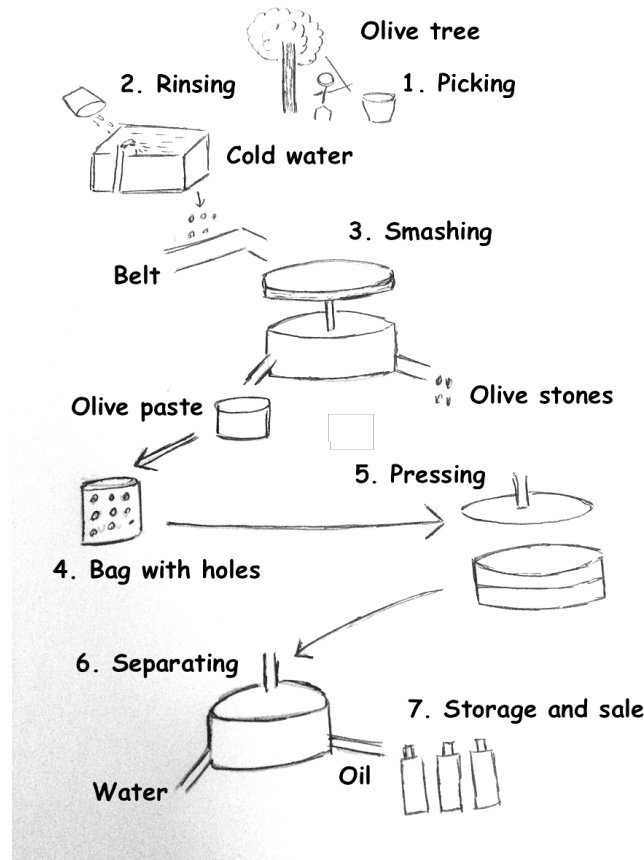 Olive tree
1. Picking
2. Rinsing
Cold water
3. Smashing
Belt
Olive stones
Olive paste
5. Pressing
4. Bag with holes
6. Separating
7. Storage and sale
Oil
Water